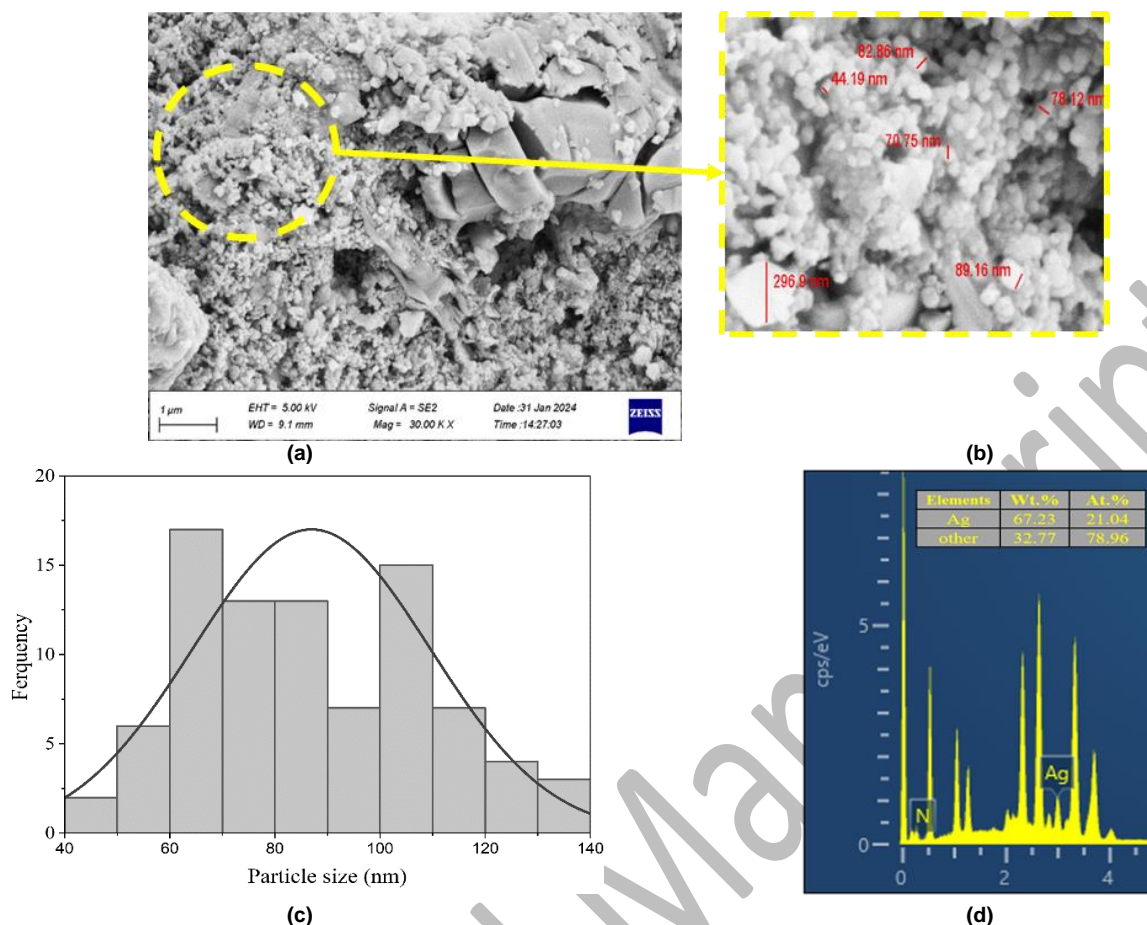 82.86 nm
44.19 nm
78.12 nm
70.75 nm
89.16 nm
296.9 nm
1 µm
EHT = 5.00 kV Signal A = SE2 Date :31 Jan 2024
WD = 9.1 mm Mag = 30.00 K X Time :14:27:03
ZEISS
(a) (b)
20
15
10
5
0
Ferquency
40 60 80 100 120 140
Particle size (nm)
(c)
Elements Wt.% At.%
Ag 67.23 21.04
other 32.77 78.96
cps/eV
5
0
N
Ag
0 2 4
(d)